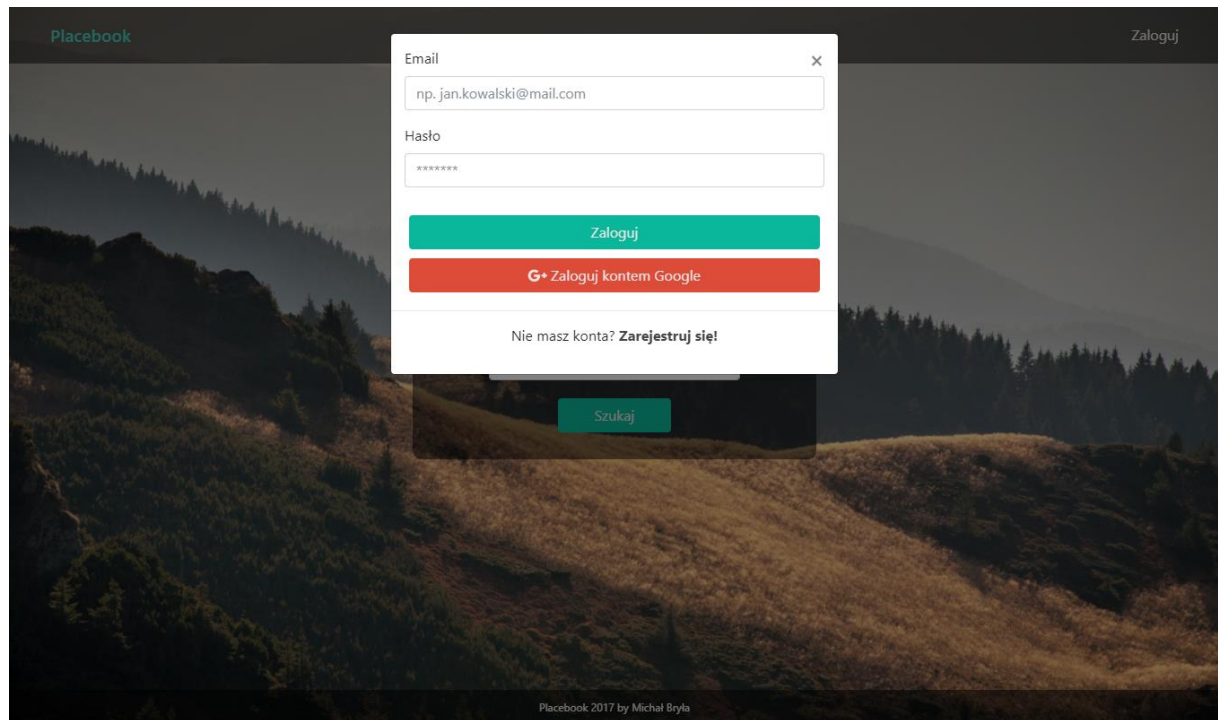 Placebook
Zaloguj
Email
×
np. jan.kowalski@mail.com
Hasło
*******
Zaloguj
G+ Zaloguj kontem Google
Nie masz konta? Zarejestruj się!
Szukaj
Placebook 2017 by Michał Bryła